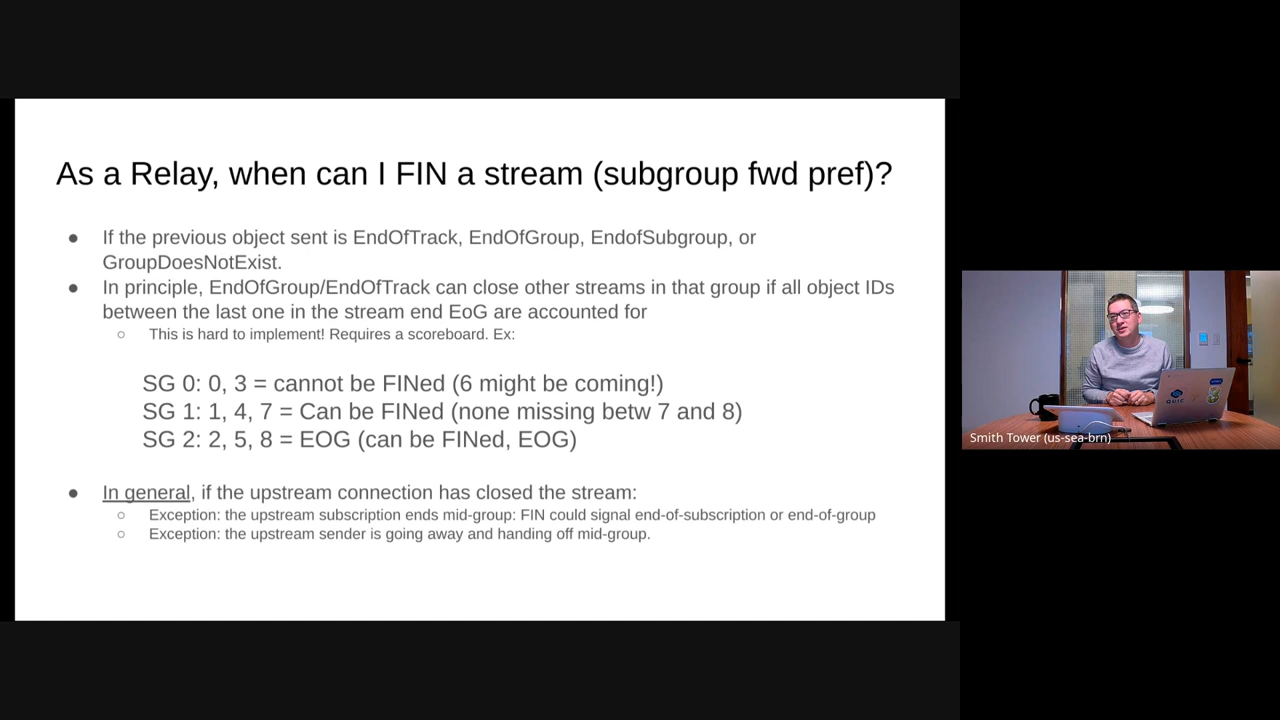 As a Relay, when can I FIN a stream (subgroup fwd pref)?
● If the previous object sent is EndOfTrack, EndOfGroup, EndofSubgroup, or
GroupDoesNotExist.
● In principle, EndOfGroup/EndOfTrack can close other streams in that group if all object IDs
between the last one in the stream end EoG are accounted for
○ This is hard to implement! Requires a scoreboard. Ex:
SG 0: 0, 3 = cannot be FINed (6 might be coming!)
SG 1: 1, 4, 7 = Can be FINed (none missing betw 7 and 8)
SG 2: 2, 5, 8 = EOG (can be FINed, EOG)
● In general, if the upstream connection has closed the stream:
○ Exception: the upstream subscription ends mid-group: FIN could signal end-of-subscription or end-of-group
○ Exception: the upstream sender is going away and handing off mid-group.
QUIC
Smith Tower (us-sea-brn)